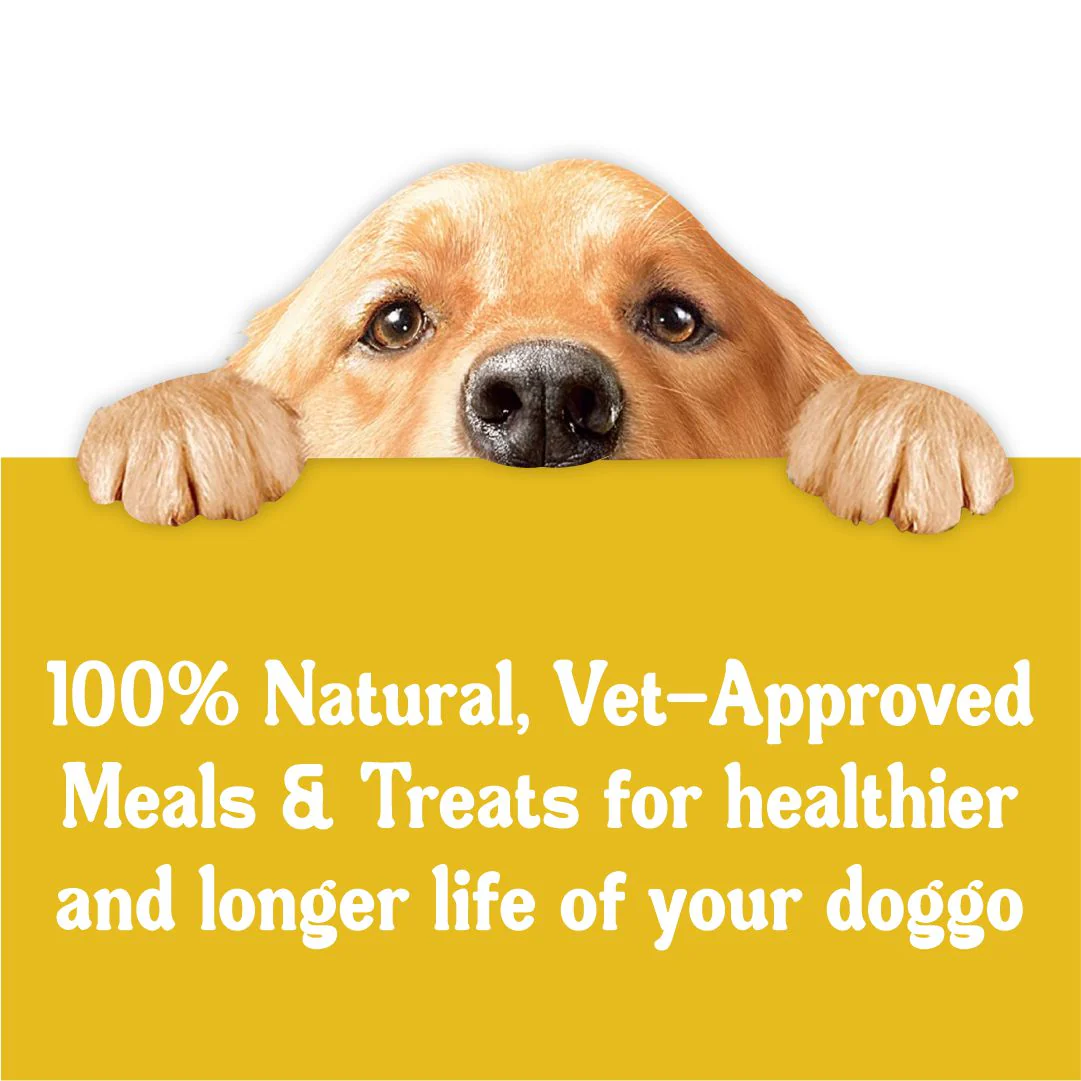 100% Natural, Vet-Approved
Meals & Treats for healthier
and longer life of your doggo